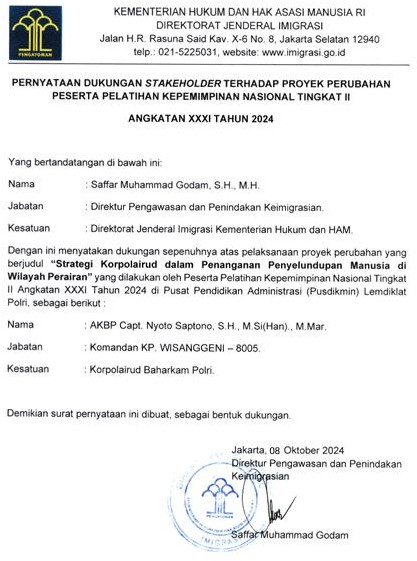 KEMENTERIAN HUKUM DAN HAK ASASI MANUSIA RI
DIREKTORAT JENDERAL IMIGRASI
Jalan H.R. Rasuna Said Kav. X-6 No. 8, Jakarta Selatan 12940
telp.: 021-5225031, website: www.imigrasi.go.id
PENGAYOMAN
PERNYATAAN DUKUNGAN STAKEHOLDER TERHADAP PROYEK PERUBAHAN
PESERTA PELATIHAN KEPEMIMPINAN NASIONAL TINGKAT II
ANGKATAN XXXI TAHUN 2024
Yang bertandatangan di bawah ini:
Nama : Saffar Muhammad Godam, S.H., M.H.
Jabatan : Direktur Pengawasan dan Penindakan Keimigrasian.
Kesatuan : Direktorat Jenderal Imigrasi Kementerian Hukum dan HAM.
Dengan ini menyatakan dukungan sepenuhnya atas pelaksanaan proyek perubahan yang
berjudul “Strategi Korpolairud dalam Penanganan Penyelundupan Manusia di
Wilayah Perairan” yang dilakukan oleh Peserta Pelatihan Kepemimpinan Nasional Tingkat
II Angkatan XXXI Tahun 2024 di Pusat Pendidikan Administrasi (Pusdikmin) Lemdiklat
Polri, sebagai berikut :
Nama : AKBP Capt. Nyoto Saptono, S.H., M.Si(Han)., M.Mar.
Jabatan : Komandan KP. WISANGGENI – 8005.
Kesatuan : Korpolairud Baharkam Polri.
Demikian surat pernyataan ini dibuat, sebagai bentuk dukungan.
Jakarta, 08 Oktober 2024
Direktur Pengawasan dan Penindakan
Keimigrasian
PENGAYOMAN
IMIGRASI
Saffar Muhammad Godam